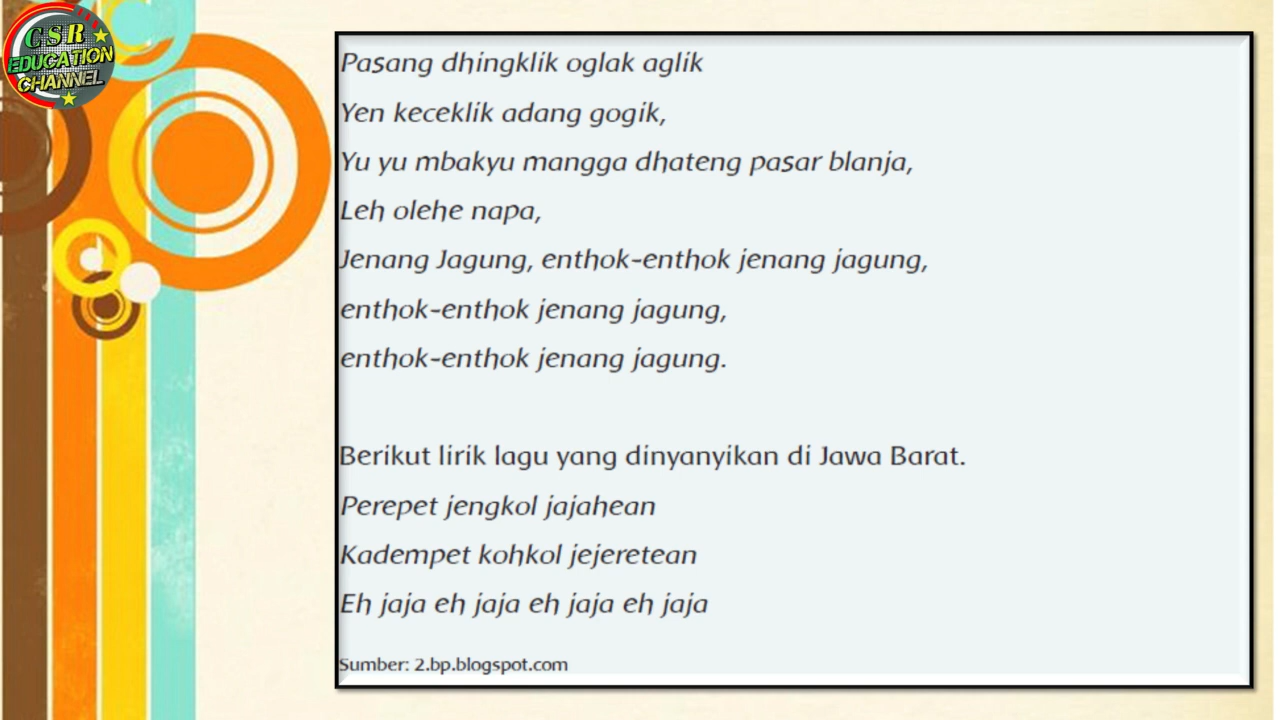 CSR
EDUCATION
CHANNEL
Pasang dhingklik oglak aglik
Yen keceklik adang gogik,
Yu yu mbakyu mangga dhateng pasar blanja,
Leh olehe napa,
Jenang Jagung, enthok-enthok jenang jagung,
enthok-enthok jenang jagung,
enthok-enthok jenang jagung.
Berikut lirik lagu yang dinyanyikan di Jawa Barat.
Perepet jengkol jajahean
Kadempet kohkol jejeretean
Eh jaja eh jaja eh jaja eh jaja
Sumber: 2.bp.blogspot.com